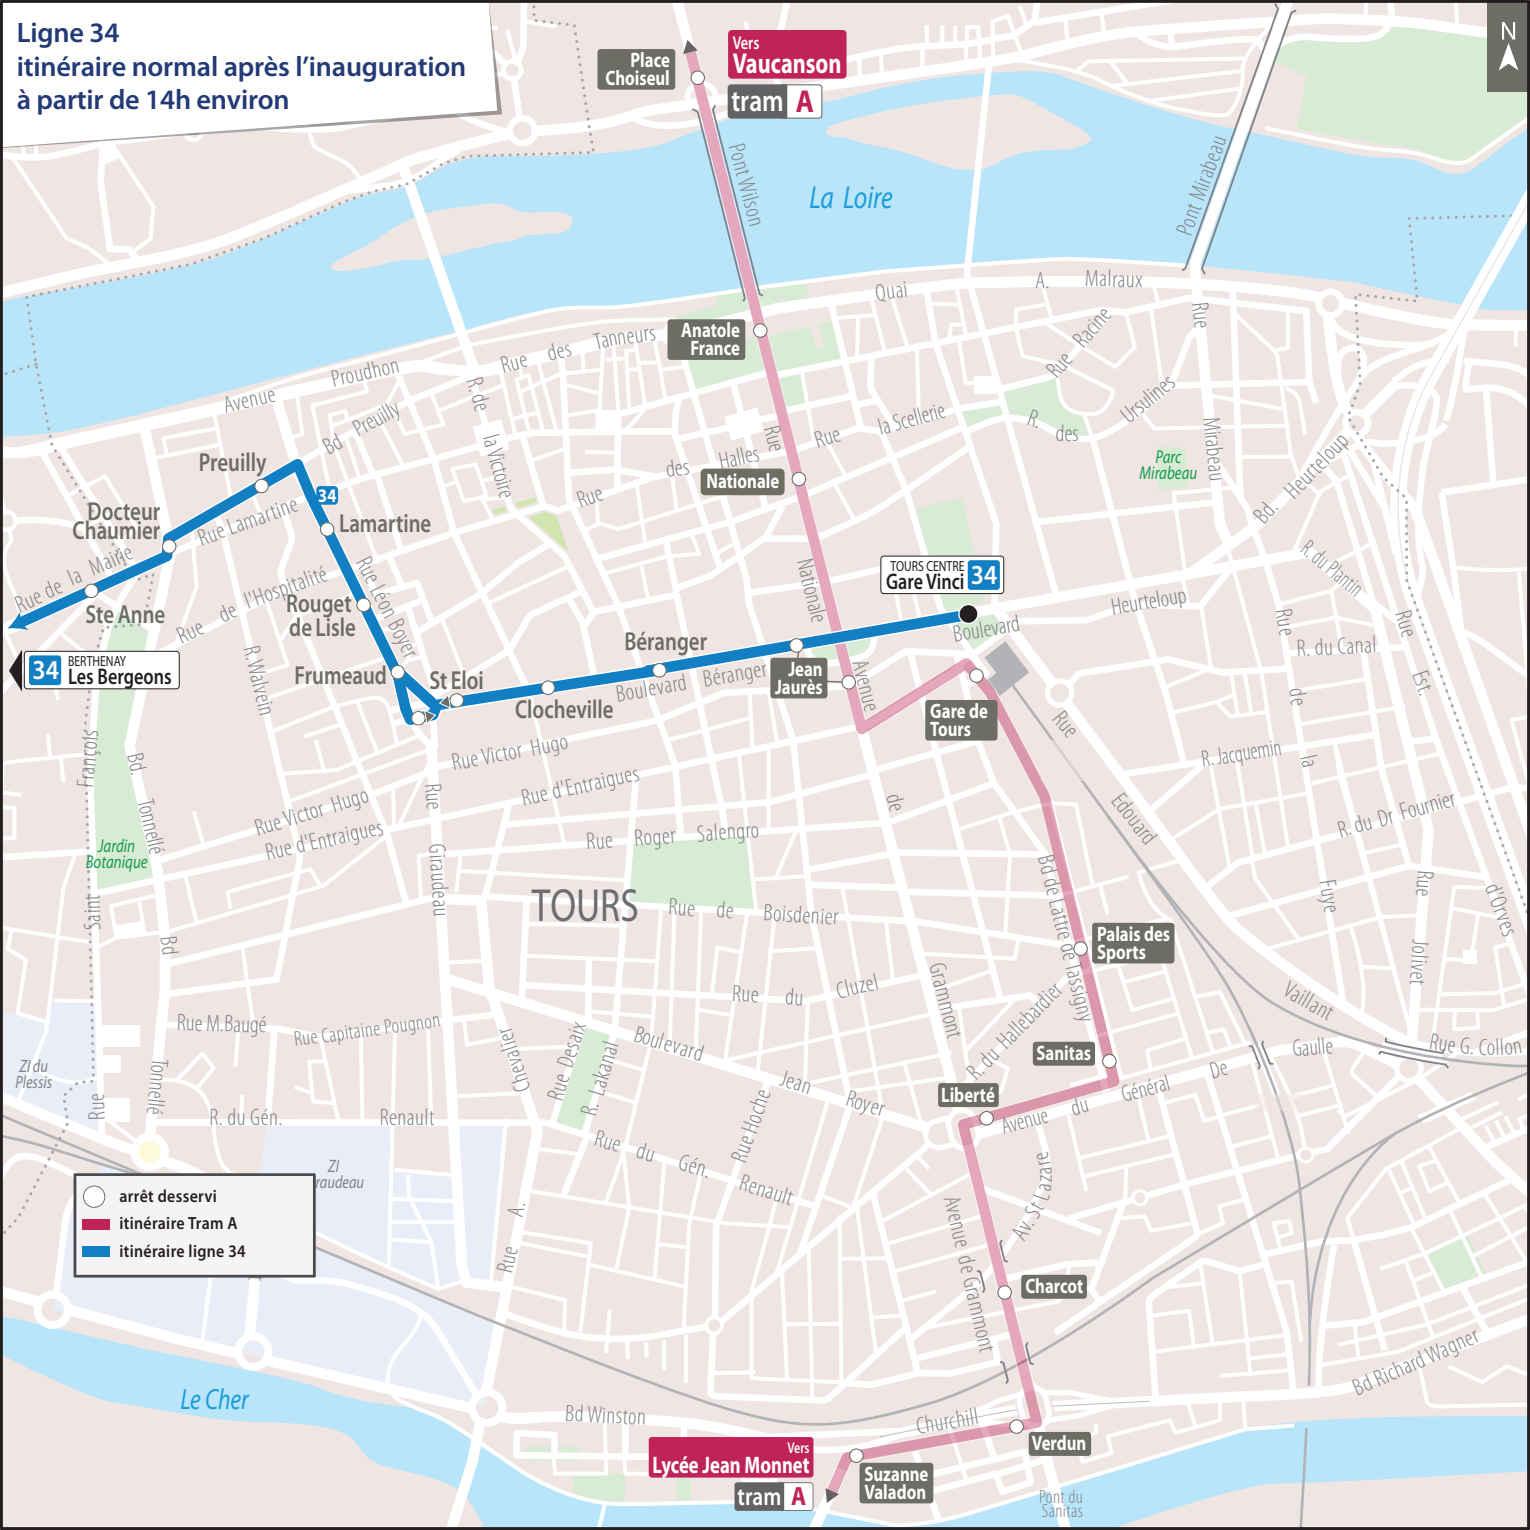 Ligne 34
itinéraire normal après l'inauguration
à partir de 14h environ
N
Place
Choiseul
Vers
Vaucanson
tram A
Pont Wilson
La Loire
Pont Mirabeau
Quai
A.
Malraux
Rue
Mirabeau
Anatole
France
Rue
des
Tanneurs
Avenue
Proudhon
Bd
Preuilly
R. de
la Victoire
Rue Racine
Ursulines
R.
des
Rue
la Scellerie
Rue
des
Halles
Rue
Nationale
Nationale
Parc
Mirabeau
Bd.
Heurteloup
R. du Plantin
Preuilly
34
Docteur
Chaumier
Rue Lamartine
Lamartine
Rue de la Mairie
Ste Anne
Rue
de
l'Hospitalité
Rouget
de Lisle
Rue Léon Boyer
TOURS CENTRE
Gare Vinci 34
Boulevard
Heurteloup
Rue
de
la
Fuye
R. du Canal
Rue
Est.
d'Orves
34 BERTHENAY
Les Bergeons
R. Walvein
Frumeaud
St Eloi
Clocheville
Béranger
Boulevard
Béranger
Jean
Jaurès
Avenue
de
Grammont
Gare de
Tours
Rue
Edouard
Vaillant
François
Saint
Rue
Bd.
Tonnellé
Bd
Tonnellé
Rue Victor Hugo
Rue d'Entraigues
Rue Victor Hugo
Rue d'Entraigues
Rue
Giraudeau
R. Jacquemin
R. du Dr Fournier
Jardin
Botanique
Rue
Roger
Salengro
TOURS
Rue
de
Boisdenier
Bd de Lattre de Tassigny
Rue
Jolivet
Palais des
Sports
Rue
du
Cluzel
R. du Hallebardier
Rue M.Baugé
Rue Capitaine Pougnon
Chevalier
Rue Desaix
R. Lakanal
Boulevard
Jean
Royer
Sanitas
Gaulle
De
Général
du
Avenue
Rue G. Collon
ZI du
Plessis
Liberté
R. du Gén.
Renault
Rue
du
Gén.
Renault
Rue Hoche
ZI
raudeau
Rue
A.
Av. St Lazare
Avenue de Grammont
Charcot
arrêt desservi
itinéraire Tram A
itinéraire ligne 34
Le Cher
Bd Winston
Churchill
Bd Richard Wagner
Verdun
Vers
Lycée Jean Monnet
tram A
Suzanne
Valadon
Pont du
Sanitas